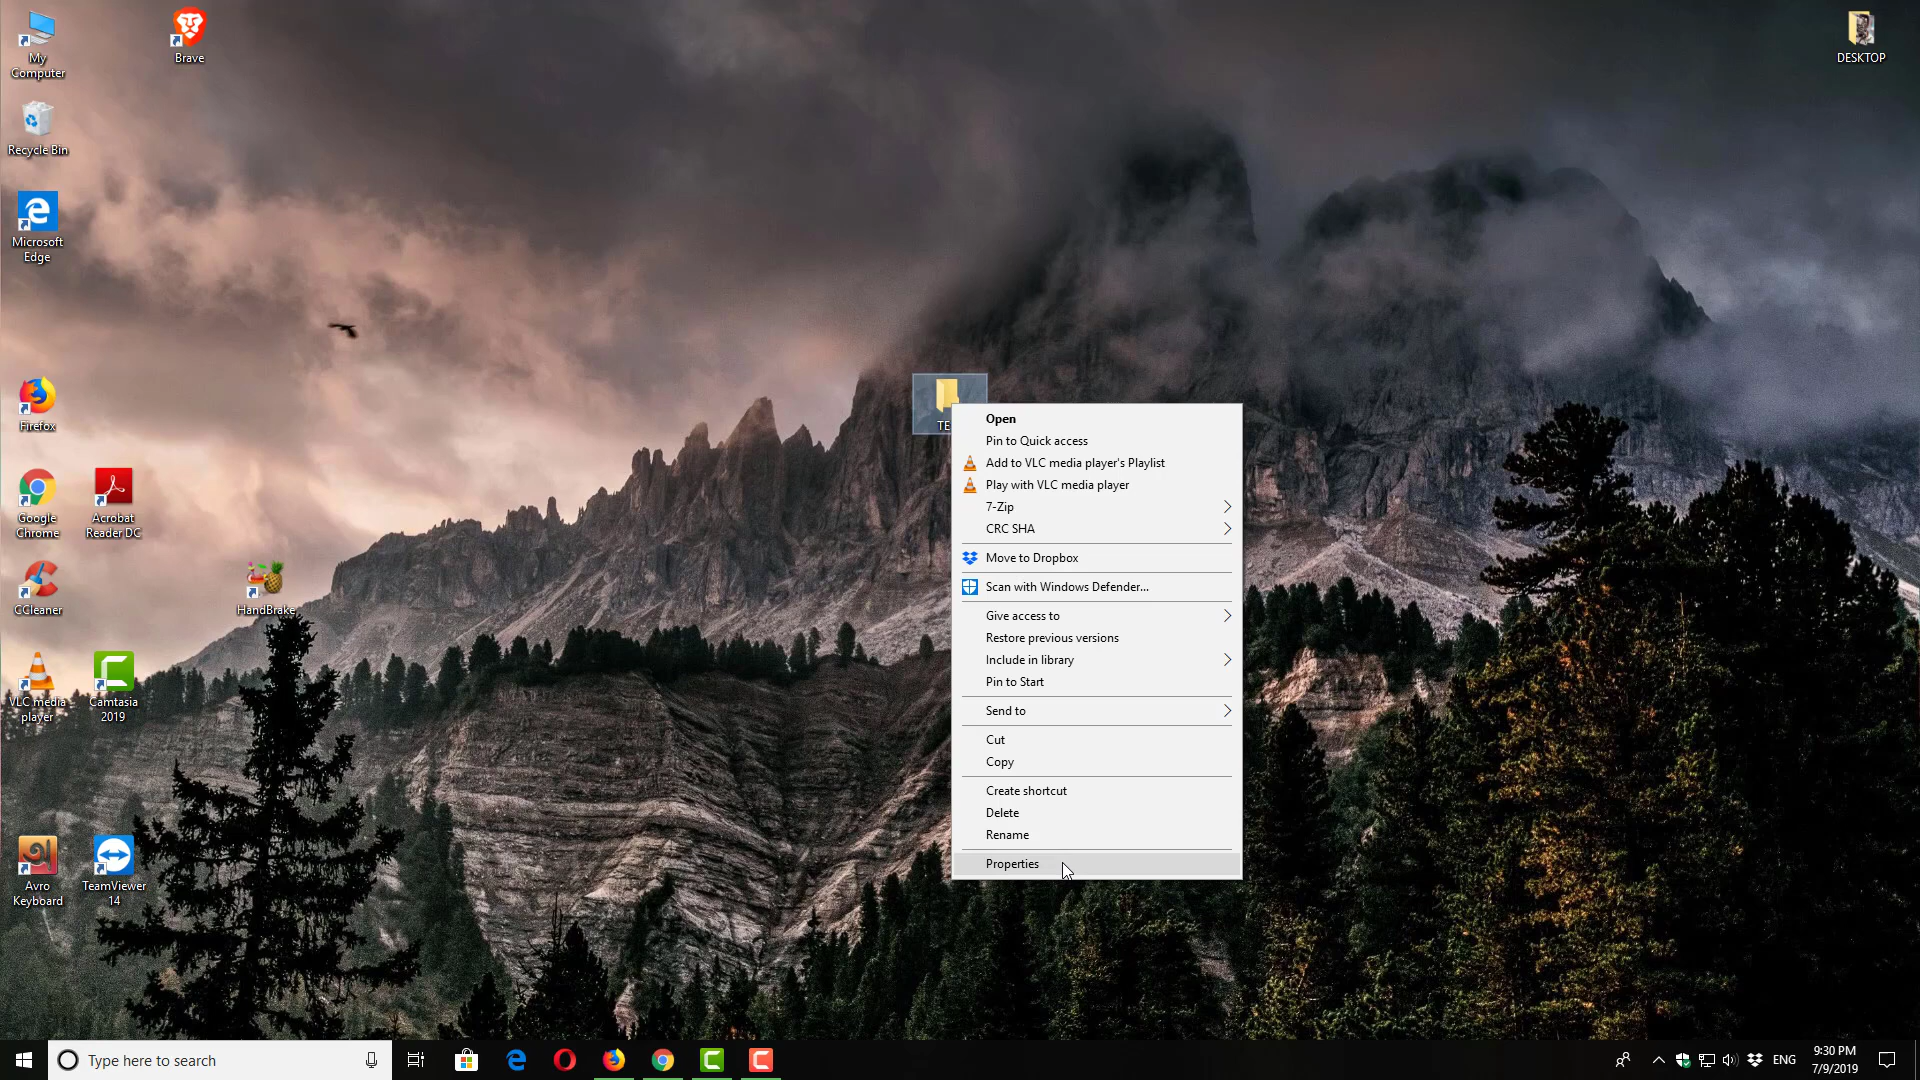 My
Computer
Brave
DESKTOP
Recycle Bin
Microsoft
Edge
Firefox
TE
Google
Chrome
Acrobat
Reader DC
CCleaner
HandBrake
VLC media
player
Camtasia
2019
Avro
Keyboard
TeamViewer
14
Open
Pin to Quick access
Add to VLC media player's Playlist
Play with VLC media player
7-Zip
CRC SHA
Move to Dropbox
Scan with Windows Defender...
Give access to
Restore previous versions
Include in library
Pin to Start
Send to
Cut
Copy
Create shortcut
Delete
Rename
Properties
Type here to search
ENG
9:30 PM
7/9/2019